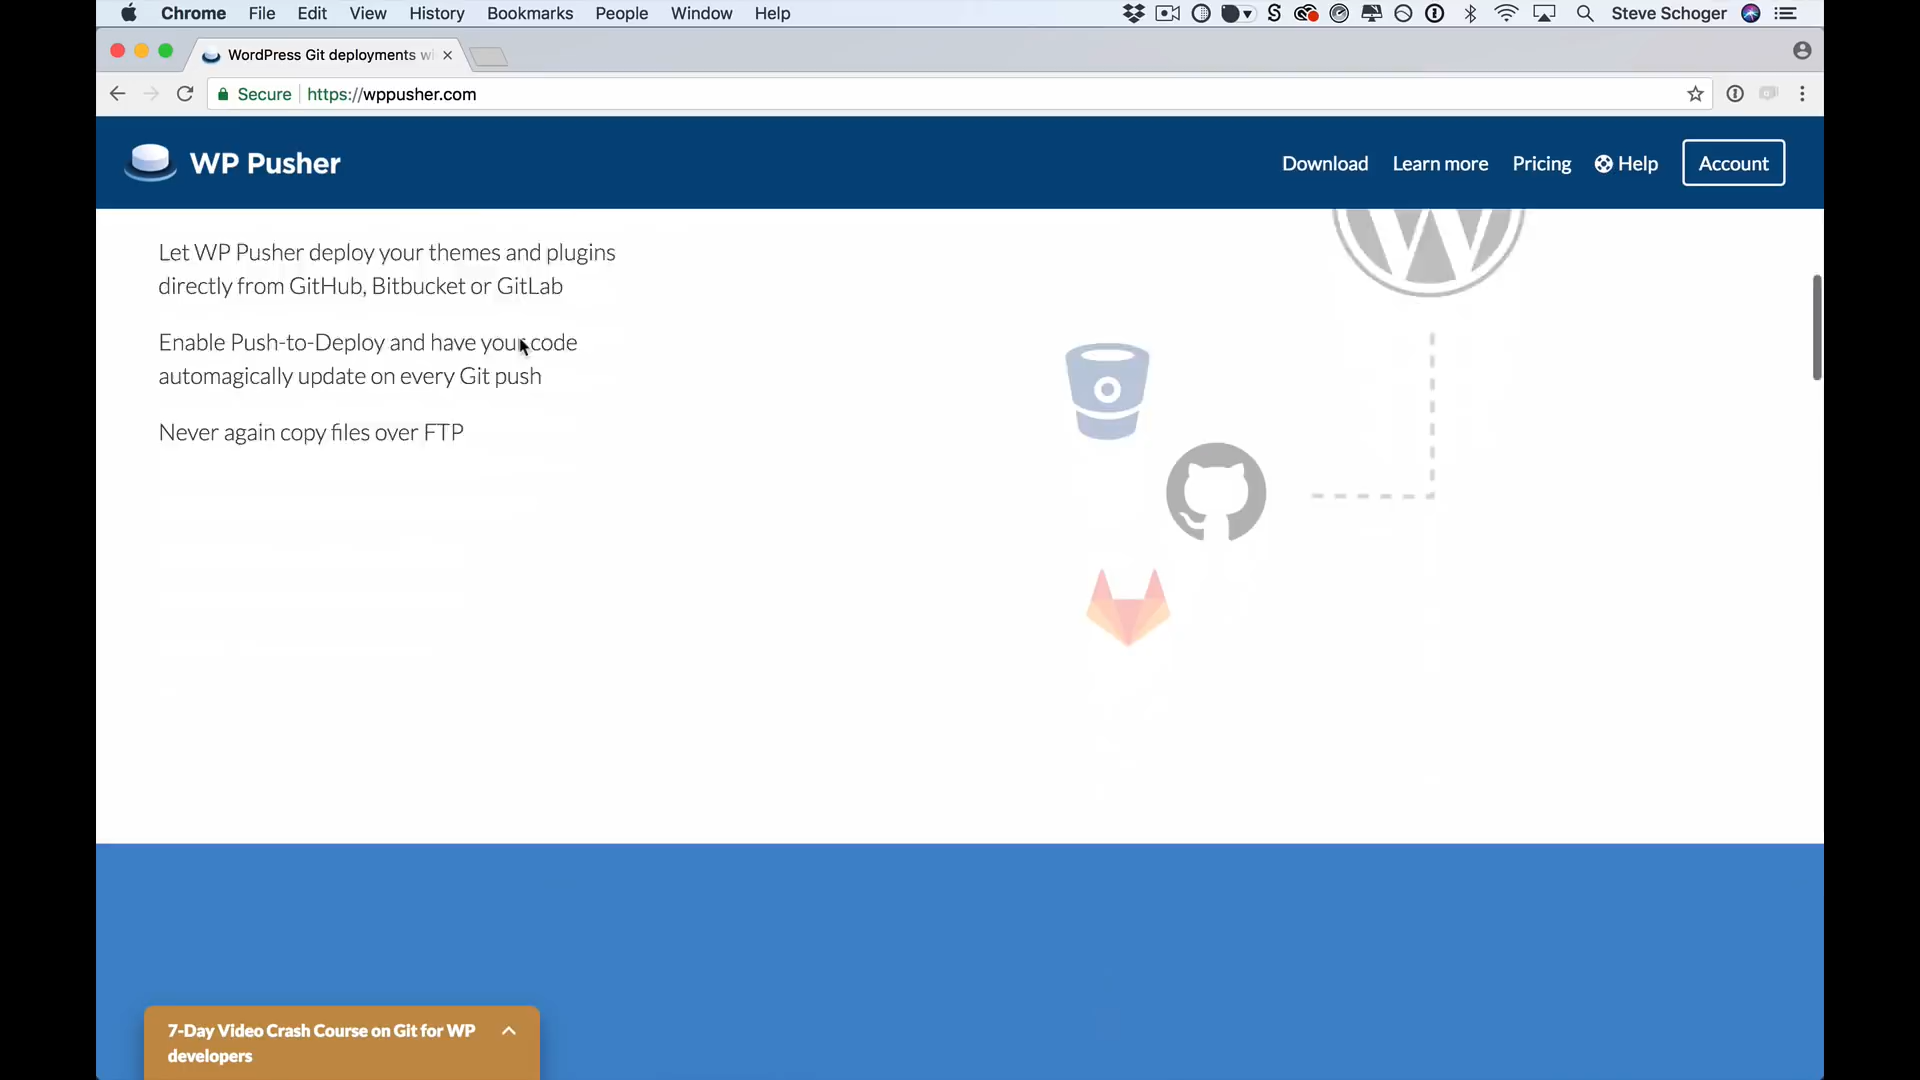 Chrome File Edit View History Bookmarks People Window Help Steve Schoger
WordPress Git deployments wi
Secure https://wppusher.com
WP Pusher Download Learn more Pricing Help Account
Let WP Pusher deploy your themes and plugins
directly from GitHub, Bitbucket or GitLab
Enable Push-to-Deploy and have your code
automagically update on every Git push
Never again copy files over FTP
7-Day Video Crash Course on Git for WP
developers